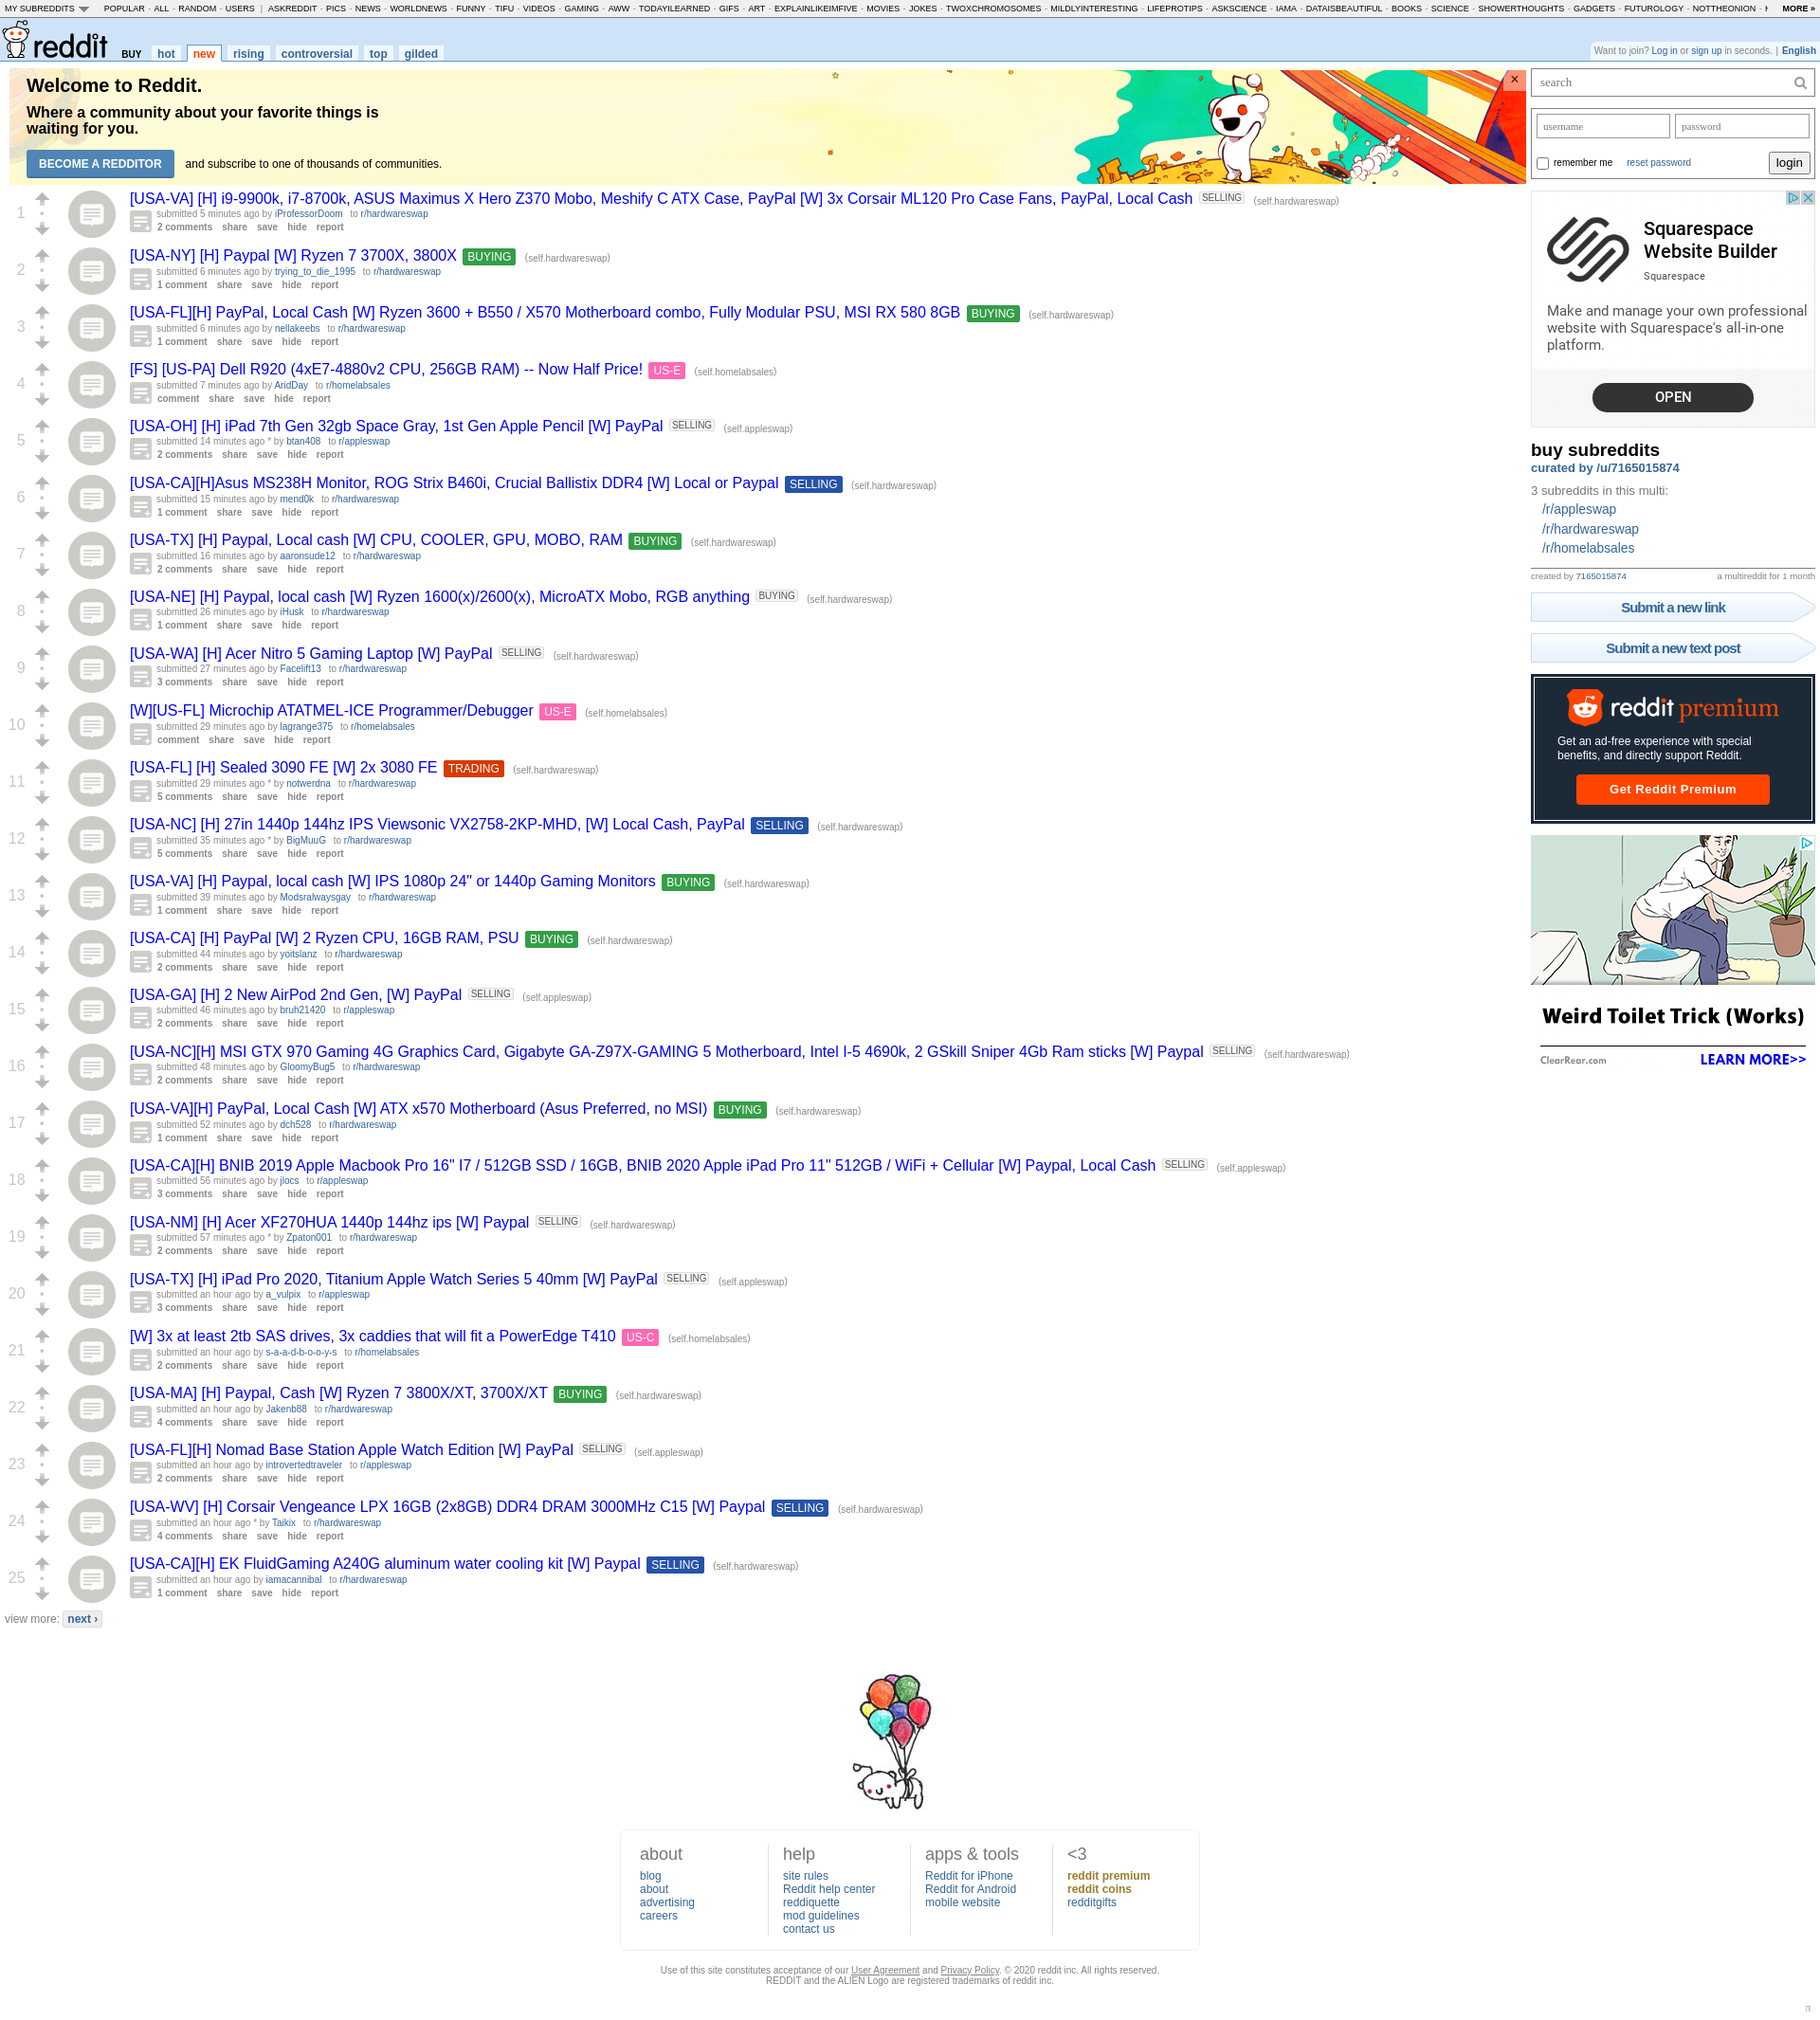 MY SUBREDDITS POPULAR - ALL - RANDOM - USERS | ASKREDDIT - PICS - NEWS - WORLDNEWS - FUNNY - TIFU - VIDEOS - GAMING - AWW - TODAYILEARNED - GIFS - ART - EXPLAINLIKEIMFIVE - MOVIES - JOKES - TWOXCHROMOSOMES - MILDLYINTERESTING - LIFEPROTIPS - ASKSCIENCE - IAMA - DATAISBEAUTIFUL - BOOKS - SCIENCE - SHOWERTHOUGHTS - GADGETS - FUTUROLOGY - NOTTHEONION - MORE »
reddit BUY hot new rising controversial top gilded
Want to join? Log in or sign up in seconds. | English
Welcome to Reddit.
Where a community about your favorite things is
waiting for you.
BECOME A REDDITOR and subscribe to one of thousands of communities.
1
[USA-VA] [H] i9-9900k, i7-8700k, ASUS Maximus X Hero Z370 Mobo, Meshify C ATX Case, PayPal [W] 3x Corsair ML120 Pro Case Fans, PayPal, Local Cash SELLING (self.hardwareswap)
submitted 5 minutes ago by iProfessorDoom to r/hardwareswap
2 comments share save hide report
2
[USA-NY] [H] Paypal [W] Ryzen 7 3700X, 3800X BUYING (self.hardwareswap)
submitted 6 minutes ago by trying_to_die_1995 to r/hardwareswap
1 comment share save hide report
3
[USA-FL][H] PayPal, Local Cash [W] Ryzen 3600 + B550 / X570 Motherboard combo, Fully Modular PSU, MSI RX 580 8GB BUYING (self.hardwareswap)
submitted 6 minutes ago by nellakeebs to r/hardwareswap
1 comment share save hide report
4
[FS] [US-PA] Dell R920 (4xE7-4880v2 CPU, 256GB RAM) -- Now Half Price! US-E (self.homelabsales)
submitted 7 minutes ago by AridDay to r/homelabsales
comment share save hide report
5
[USA-OH] [H] iPad 7th Gen 32gb Space Gray, 1st Gen Apple Pencil [W] PayPal SELLING (self.appleswap)
submitted 14 minutes ago * by btan408 to r/appleswap
2 comments share save hide report
6
[USA-CA][H]Asus MS238H Monitor, ROG Strix B460i, Crucial Ballistix DDR4 [W] Local or Paypal SELLING (self.hardwareswap)
submitted 15 minutes ago by mend0k to r/hardwareswap
1 comment share save hide report
7
[USA-TX] [H] Paypal, Local cash [W] CPU, COOLER, GPU, MOBO, RAM BUYING (self.hardwareswap)
submitted 16 minutes ago by aaronsude12 to r/hardwareswap
2 comments share save hide report
8
[USA-NE] [H] Paypal, local cash [W] Ryzen 1600(x)/2600(x), MicroATX Mobo, RGB anything BUYING (self.hardwareswap)
submitted 26 minutes ago by iHusk to r/hardwareswap
1 comment share save hide report
9
[USA-WA] [H] Acer Nitro 5 Gaming Laptop [W] PayPal SELLING (self.hardwareswap)
submitted 27 minutes ago by Facelift13 to r/hardwareswap
3 comments share save hide report
10
[W][US-FL] Microchip ATATMEL-ICE Programmer/Debugger US-E (self.homelabsales)
submitted 29 minutes ago by lagrange375 to r/homelabsales
comment share save hide report
11
[USA-FL] [H] Sealed 3090 FE [W] 2x 3080 FE TRADING (self.hardwareswap)
submitted 29 minutes ago * by notwerdna to r/hardwareswap
5 comments share save hide report
12
[USA-NC] [H] 27in 1440p 144hz IPS Viewsonic VX2758-2KP-MHD, [W] Local Cash, PayPal SELLING (self.hardwareswap)
submitted 35 minutes ago * by BigMuuG to r/hardwareswap
5 comments share save hide report
13
[USA-VA] [H] Paypal, local cash [W] IPS 1080p 24" or 1440p Gaming Monitors BUYING (self.hardwareswap)
submitted 39 minutes ago by Modsralwaysgay to r/hardwareswap
1 comment share save hide report
14
[USA-CA] [H] PayPal [W] 2 Ryzen CPU, 16GB RAM, PSU BUYING (self.hardwareswap)
submitted 44 minutes ago by yoitslanz to r/hardwareswap
2 comments share save hide report
15
[USA-GA] [H] 2 New AirPod 2nd Gen, [W] PayPal SELLING (self.appleswap)
submitted 46 minutes ago by bruh21420 to r/appleswap
2 comments share save hide report
16
[USA-NC][H] MSI GTX 970 Gaming 4G Graphics Card, Gigabyte GA-Z97X-GAMING 5 Motherboard, Intel I-5 4690k, 2 GSkill Sniper 4Gb Ram sticks [W] Paypal SELLING (self.hardwareswap)
submitted 48 minutes ago by GloomyBug5 to r/hardwareswap
2 comments share save hide report
17
[USA-VA][H] PayPal, Local Cash [W] ATX x570 Motherboard (Asus Preferred, no MSI) BUYING (self.hardwareswap)
submitted 52 minutes ago by dch528 to r/hardwareswap
1 comment share save hide report
18
[USA-CA][H] BNIB 2019 Apple Macbook Pro 16" I7 / 512GB SSD / 16GB, BNIB 2020 Apple iPad Pro 11" 512GB / WiFi + Cellular [W] Paypal, Local Cash SELLING (self.appleswap)
submitted 56 minutes ago by jlocs to r/appleswap
3 comments share save hide report
19
[USA-NM] [H] Acer XF270HUA 1440p 144hz ips [W] Paypal SELLING (self.hardwareswap)
submitted 57 minutes ago * by Zpaton001 to r/hardwareswap
2 comments share save hide report
20
[USA-TX] [H] iPad Pro 2020, Titanium Apple Watch Series 5 40mm [W] PayPal SELLING (self.appleswap)
submitted an hour ago by a_vulpix to r/appleswap
3 comments share save hide report
21
[W] 3x at least 2tb SAS drives, 3x caddies that will fit a PowerEdge T410 US-C (self.homelabsales)
submitted an hour ago by s-a-a-d-b-o-o-y-s to r/homelabsales
2 comments share save hide report
22
[USA-MA] [H] Paypal, Cash [W] Ryzen 7 3800X/XT, 3700X/XT BUYING (self.hardwareswap)
submitted an hour ago by Jakenb88 to r/hardwareswap
4 comments share save hide report
23
[USA-FL][H] Nomad Base Station Apple Watch Edition [W] PayPal SELLING (self.appleswap)
submitted an hour ago by introvertedtraveler to r/appleswap
2 comments share save hide report
24
[USA-WV] [H] Corsair Vengeance LPX 16GB (2x8GB) DDR4 DRAM 3000MHz C15 [W] Paypal SELLING (self.hardwareswap)
submitted an hour ago * by Taikix to r/hardwareswap
4 comments share save hide report
25
[USA-CA][H] EK FluidGaming A240G aluminum water cooling kit [W] Paypal SELLING (self.hardwareswap)
submitted an hour ago by iamacannibal to r/hardwareswap
1 comment share save hide report
view more: next ›
search
username password
remember me reset password login
Squarespace
Website Builder
Squarespace
Make and manage your own professional
website with Squarespace's all-in-one
platform.
OPEN
buy subreddits
curated by /u/7165015874
3 subreddits in this multi:
/r/appleswap
/r/hardwareswap
/r/homelabsales
created by 7165015874 a multireddit for 1 month
Submit a new link
Submit a new text post
reddit premium
Get an ad-free experience with special
benefits, and directly support Reddit.
Get Reddit Premium
Weird Toilet Trick (Works)
ClearRear.com LEARN MORE>>
about
blog
about
advertising
careers
help
site rules
Reddit help center
reddiquette
mod guidelines
contact us
apps & tools
Reddit for iPhone
Reddit for Android
mobile website
<3
reddit premium
reddit coins
redditgifts
Use of this site constitutes acceptance of our User Agreement and Privacy Policy. © 2020 reddit inc. All rights reserved.
REDDIT and the ALIEN Logo are registered trademarks of reddit inc.
π